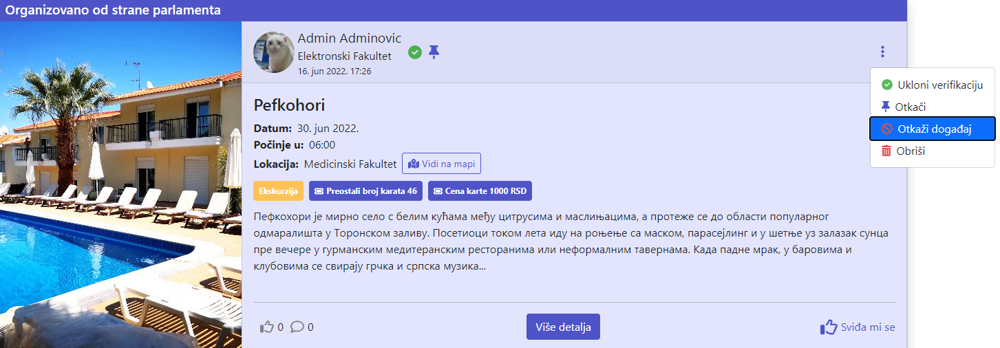 Organizovano od strane parlamenta
Admin Adminovic
Elektronski Fakultet
16. jun 2022. 17:26
Ukloni verifikaciju
Otkači
Otkaži događaj
Obriši
Pefkohori
Datum: 30. jun 2022.
Počinje u: 06:00
Lokacija: Medicinski Fakultet Vidi na mapi
Ekskurzija Preostali broj karata 46 Cena karte 1000 RSD
Пефкохори је мирно село с белим кућама међу цитрусима и маслињацима, а протеже се до области популарног
одмаралишта у Торонском заливу. Посетиоци током лета иду на роњење са маском, парасејлинг и у шетње уз залазак сунца
пре вечере у гурманским медитеранским ресторанима или неформалним тавернама. Када падне мрак, у баровима и
клубовима се свирају грчка и српска музика...
0 0 Više detalja Sviđa mi se